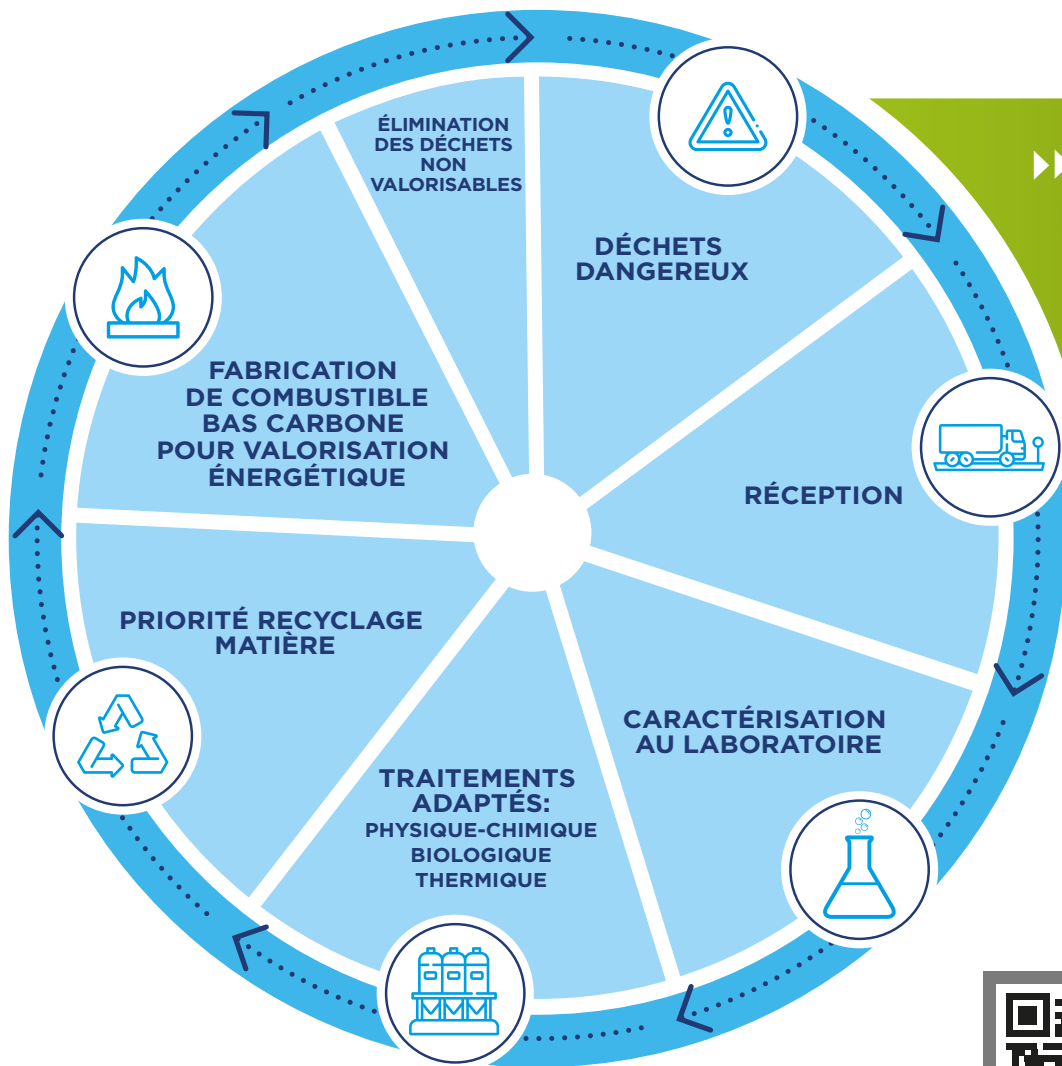 DÉCHETS
DANGEREUX
RÉCEPTION
CARACTÉRISATION
AU LABORATOIRE
TRAITEMENTS
ADAPTÉS:
PHYSIQUE-CHIMIQUE
BIOLOGIQUE
THERMIQUE
PRIORITÉ RECYCLAGE
MATIÈRE
FABRICATION
DE COMBUSTIBLE
BAS CARBONE
POUR VALORISATION
ÉNERGÉTIQUE
ÉLIMINATION
DES DÉCHETS
NON
VALORISABLES